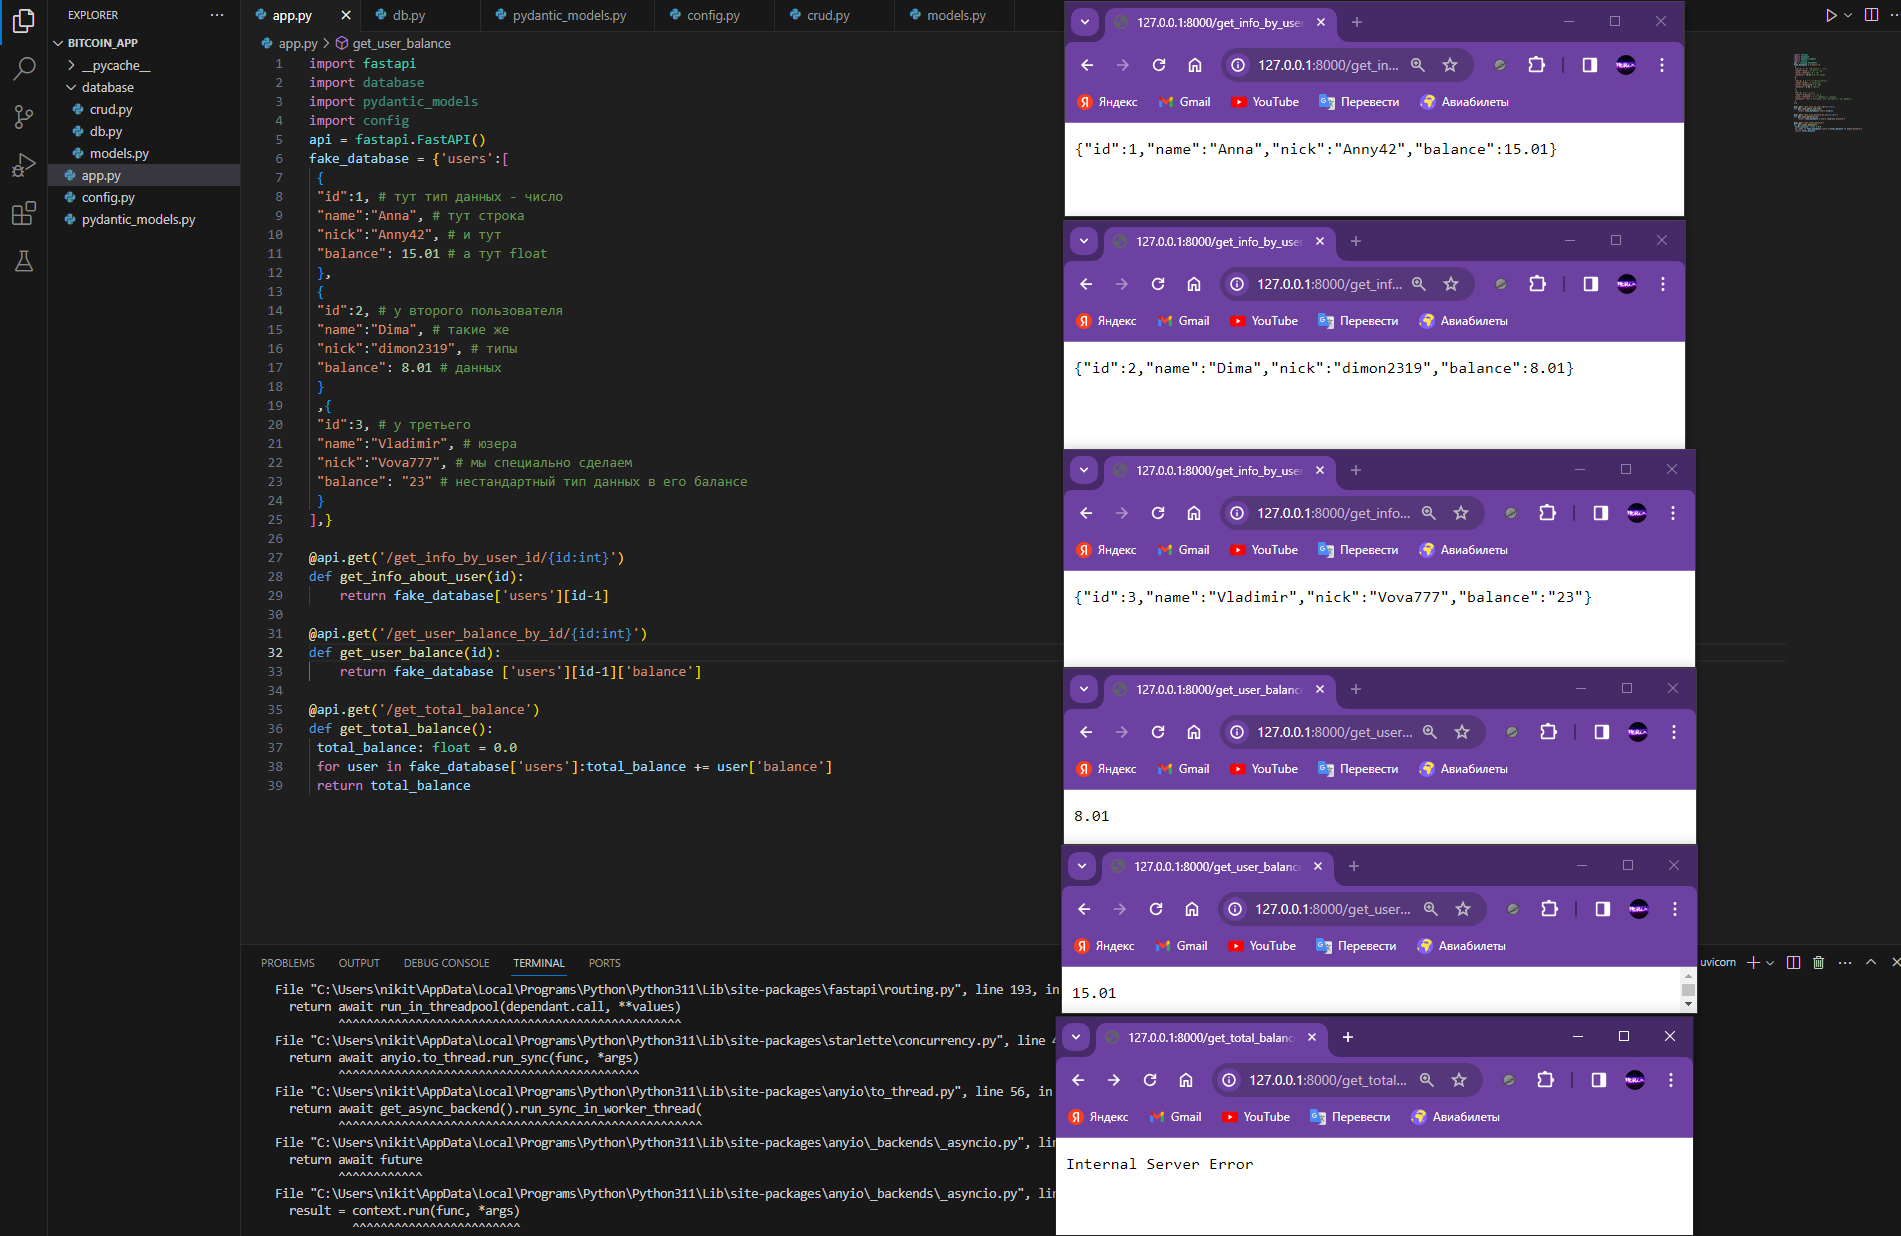 EXPLORER
BITCOIN_APP
__pycache__
database
crud.py
db.py
models.py
app.py
config.py
pydantic_models.py
app.py
db.py
pydantic_models.py
config.py
crud.py
models.py
app.py > get_user_balance
1 import fastapi
2 import database
3 import pydantic_models
4 import config
5 api = fastapi.FastAPI()
6 fake_database = {'users':[
7 {
8 "id":1, # тут тип данных - число
9 "name":"Anna", # тут строка
10 "nick":"Anny42", # и тут
11 "balance": 15.01 # а тут float
12 },
13 {
14 "id":2, # у второго пользователя
15 "name":"Dima", # такие же
16 "nick":"dimon2319", # типы
17 "balance": 8.01 # данных
18 }
19 ,{
20 "id":3, # у третьего
21 "name":"Vladimir", # юзера
22 "nick":"Vova777", # мы специально сделаем
23 "balance": "23" # нестандартный тип данных в его балансе
24 }
25 ],}
26
27 @api.get('/get_info_by_user_id/{id:int}')
28 def get_info_about_user(id):
29 return fake_database['users'][id-1]
30
31 @api.get('/get_user_balance_by_id/{id:int}')
32 def get_user_balance(id):
33 return fake_database ['users'][id-1]['balance']
34
35 @api.get('/get_total_balance')
36 def get_total_balance():
37 total_balance: float = 0.0
38 for user in fake_database['users']:total_balance += user['balance']
39 return total_balance
PROBLEMS OUTPUT DEBUG CONSOLE TERMINAL PORTS
uvicorn
File "C:\Users\nikit\AppData\Local\Programs\Python\Python311\Lib\site-packages\fastapi\routing.py", line 193, in
return await run_in_threadpool(dependant.call, **values)
^^^^^^^^^^^^^^^^^^^^^^^^^^^^^^^^^^^^^^^^^^^^^
File "C:\Users\nikit\AppData\Local\Programs\Python\Python311\Lib\site-packages\starlette\concurrency.py", line 4
return await anyio.to_thread.run_sync(func, *args)
^^^^^^^^^^^^^^^^^^^^^^^^^^^^^^^^^^^^^^^
File "C:\Users\nikit\AppData\Local\Programs\Python\Python311\Lib\site-packages\anyio\to_thread.py", line 56, in
return await get_async_backend().run_sync_in_worker_thread(
^^^^^^^^^^^^^^^^^^^^^^^^^^^^^^^^^^^^^^^^^^^^^^^^
File "C:\Users\nikit\AppData\Local\Programs\Python\Python311\Lib\site-packages\anyio\_backends\_asyncio.py", lin
return await future
^^^^^^^^^^^^
File "C:\Users\nikit\AppData\Local\Programs\Python\Python311\Lib\site-packages\anyio\_backends\_asyncio.py", lin
result = context.run(func, *args)
^^^^^^^^^^^^^^^^^^^^^^^^
127.0.0.1:8000/get_info_by_use
127.0.0.1:8000/get_in...
Яндекс Gmail YouTube Перевести Авиабилеты
{"id":1,"name":"Anna","nick":"Anny42","balance":15.01}
127.0.0.1:8000/get_info_by_use
127.0.0.1:8000/get_inf...
Яндекс Gmail YouTube Перевести Авиабилеты
{"id":2,"name":"Dima","nick":"dimon2319","balance":8.01}
127.0.0.1:8000/get_info_by_use
127.0.0.1:8000/get_info...
Яндекс Gmail YouTube Перевести Авиабилеты
{"id":3,"name":"Vladimir","nick":"Vova777","balance":"23"}
127.0.0.1:8000/get_user_balance
127.0.0.1:8000/get_user...
Яндекс Gmail YouTube Перевести Авиабилеты
8.01
127.0.0.1:8000/get_user_balanc
127.0.0.1:8000/get_user...
Яндекс Gmail YouTube Перевести Авиабилеты
15.01
127.0.0.1:8000/get_total_balanc
127.0.0.1:8000/get_total...
Яндекс Gmail YouTube Перевести Авиабилеты
Internal Server Error